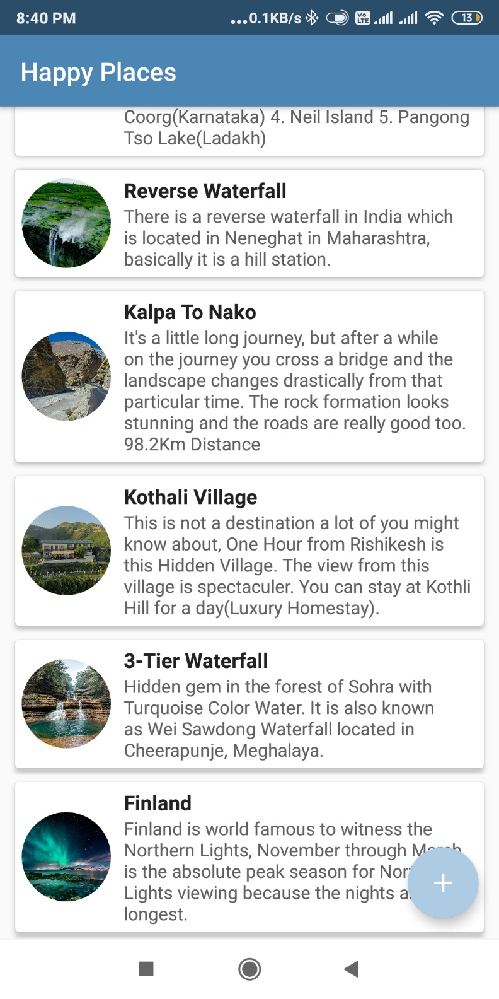 8:40 PM
...0.1KB/s
Vo LTE
13
Happy Places
Coorg(Karnataka) 4. Neil Island 5. Pangong
Tso Lake(Ladakh)
Reverse Waterfall
There is a reverse waterfall in India which
is located in Neneghat in Maharashtra,
basically it is a hill station.
Kalpa To Nako
It's a little long journey, but after a while
on the journey you cross a bridge and the
landscape changes drastically from that
particular time. The rock formation looks
stunning and the roads are really good too.
98.2Km Distance
Kothali Village
This is not a destination a lot of you might
know about, One Hour from Rishikesh is
this Hidden Village. The view from this
village is spectaculer. You can stay at Kothli
Hill for a day(Luxury Homestay).
3-Tier Waterfall
Hidden gem in the forest of Sohra with
Turquoise Color Water. It is also known
as Wei Sawdong Waterfall located in
Cheerapunje, Meghalaya.
Finland
Finland is world famous to witness the
Northern Lights, November through March
is the absolute peak season for
Lights viewing because the nights
longest.